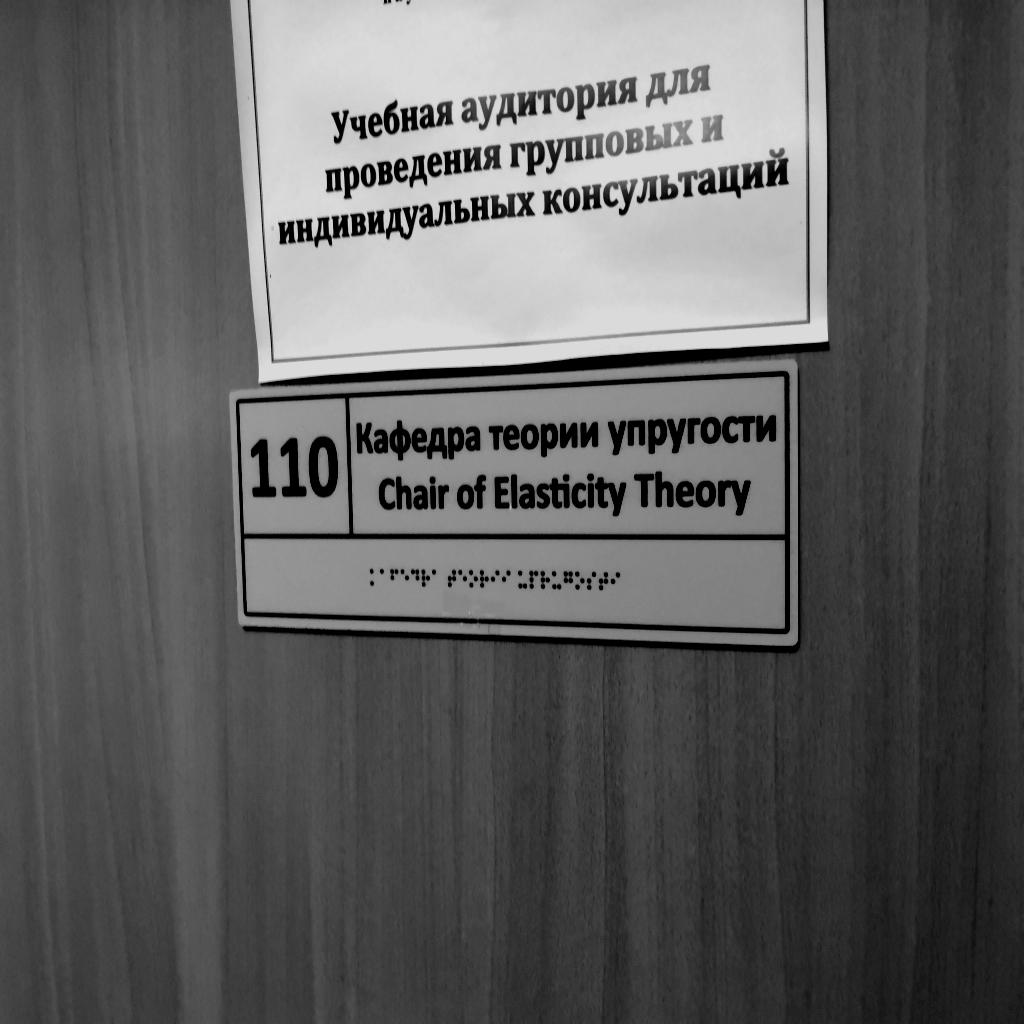 Учебная аудитория для
проведения групповых и
индивидуальных консультаций
110
Кафедра теории упругости
Chair of Elasticity Theory